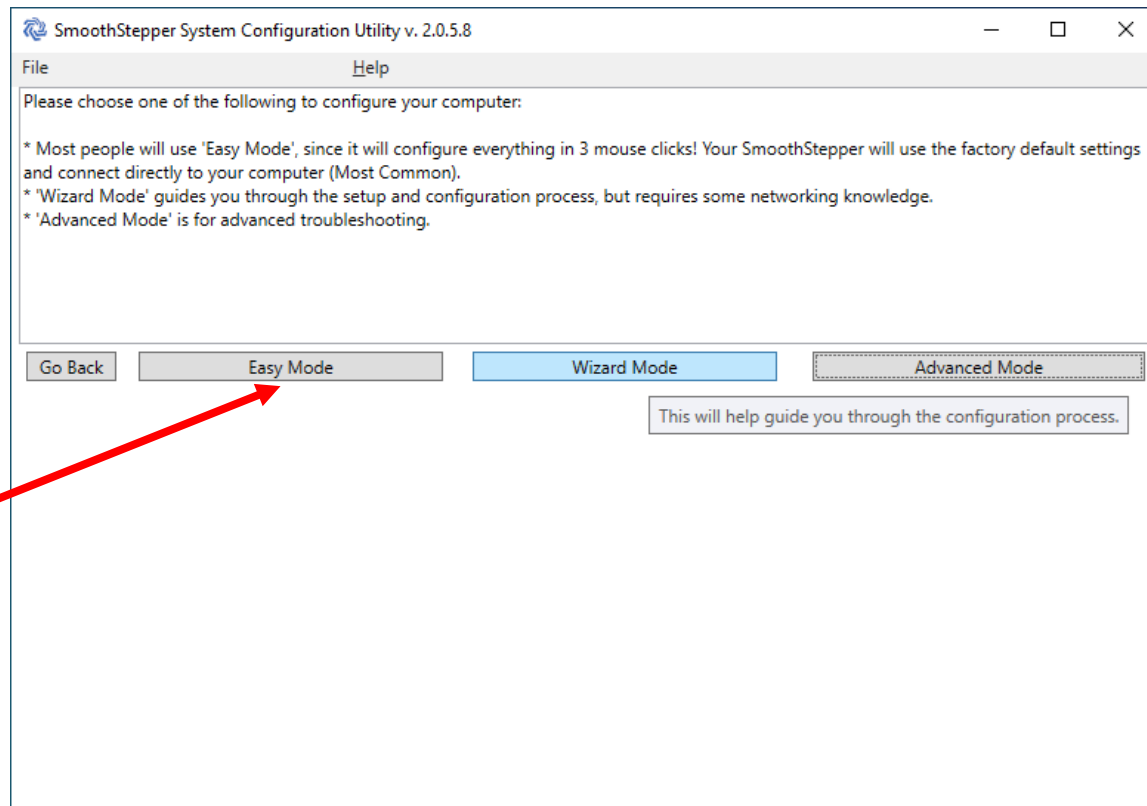 SmoothStepper System Configuration Utility v. 2.0.5.8
File Help
Please choose one of the following to configure your computer:
* Most people will use 'Easy Mode', since it will configure everything in 3 mouse clicks! Your SmoothStepper will use the factory default settings
and connect directly to your computer (Most Common).
* 'Wizard Mode' guides you through the setup and configuration process, but requires some networking knowledge.
* 'Advanced Mode' is for advanced troubleshooting.
Go Back Easy Mode Wizard Mode Advanced Mode
This will help guide you through the configuration process.